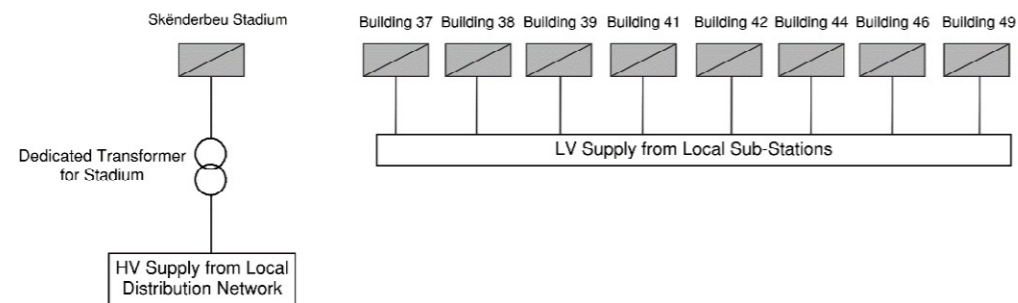 Skënderbeu Stadium
Building 37 Building 38 Building 39 Building 41 Building 42 Building 44 Building 46 Building 49
LV Supply from Local Sub-Stations
Dedicated Transformer
for Stadium
HV Supply from Local
Distribution Network